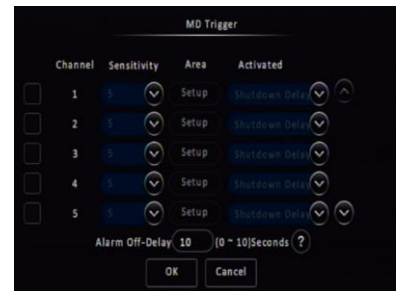 MD Trigger
Channel Sensitivity Area Activated
1 5 Setup Shutdown Delay
2 5 Setup Shutdown Delay
3 5 Setup Shutdown Delay
4 5 Setup Shutdown Delay
5 5 Setup Shutdown Delay
Alarm Off-Delay 10 (0 ~ 10)Seconds ?
OK Cancel